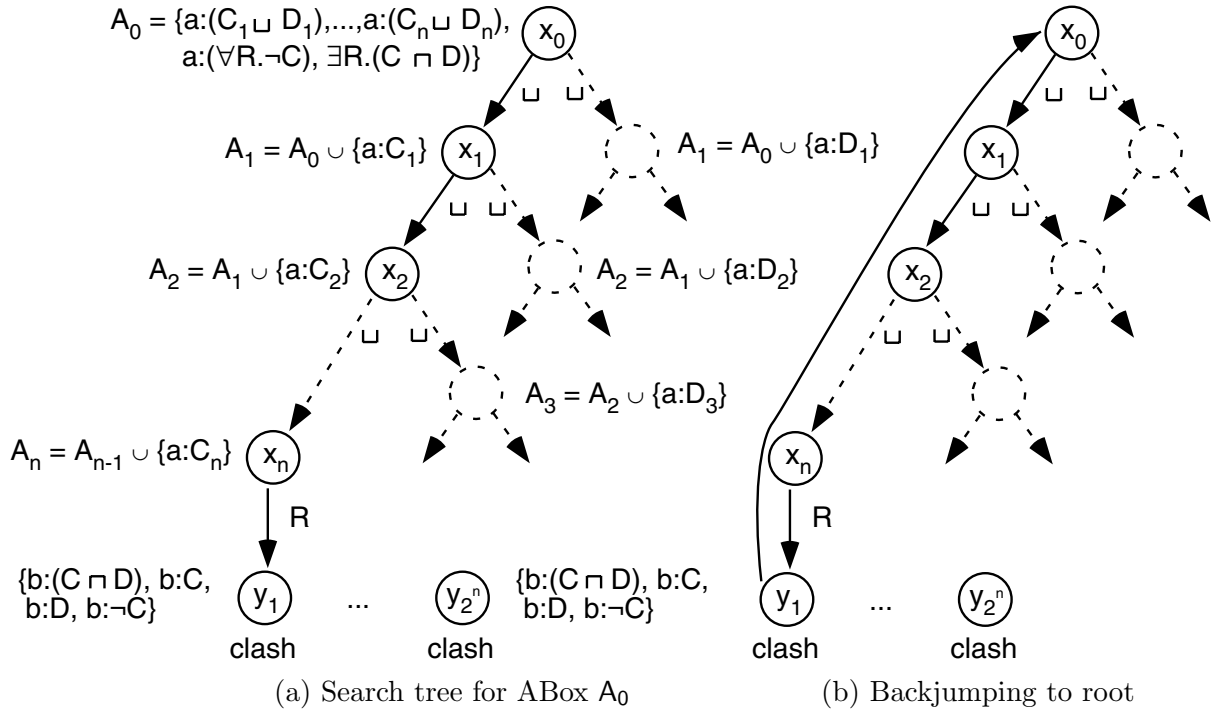 A₀ = {a:(C₁⊔ D₁),...,a:(Cₙ⊔ Dₙ),
a:(∀R.¬C), ∃R.(C ⊓ D)}
x₀
⊔ ⊔
A₁ = A₀ ∪ {a:C₁}
x₁
A₁ = A₀ ∪ {a:D₁}
⊔ ⊔
A₂ = A₁ ∪ {a:C₂}
x₂
A₂ = A₁ ∪ {a:D₂}
⊔ ⊔
A₃ = A₂ ∪ {a:D₃}
Aₙ = Aₙ₋₁ ∪ {a:Cₙ}
xₙ
R
{b:(C ⊓ D), b:C,
b:D, b:¬C}
y₁
clash
...
y₂ⁿ
clash
{b:(C ⊓ D), b:C,
b:D, b:¬C}
(a) Search tree for ABox A₀
x₀
⊔ ⊔
x₁
⊔ ⊔
x₂
⊔ ⊔
xₙ
R
y₁
clash
...
y₂ⁿ
clash
(b) Backjumping to root